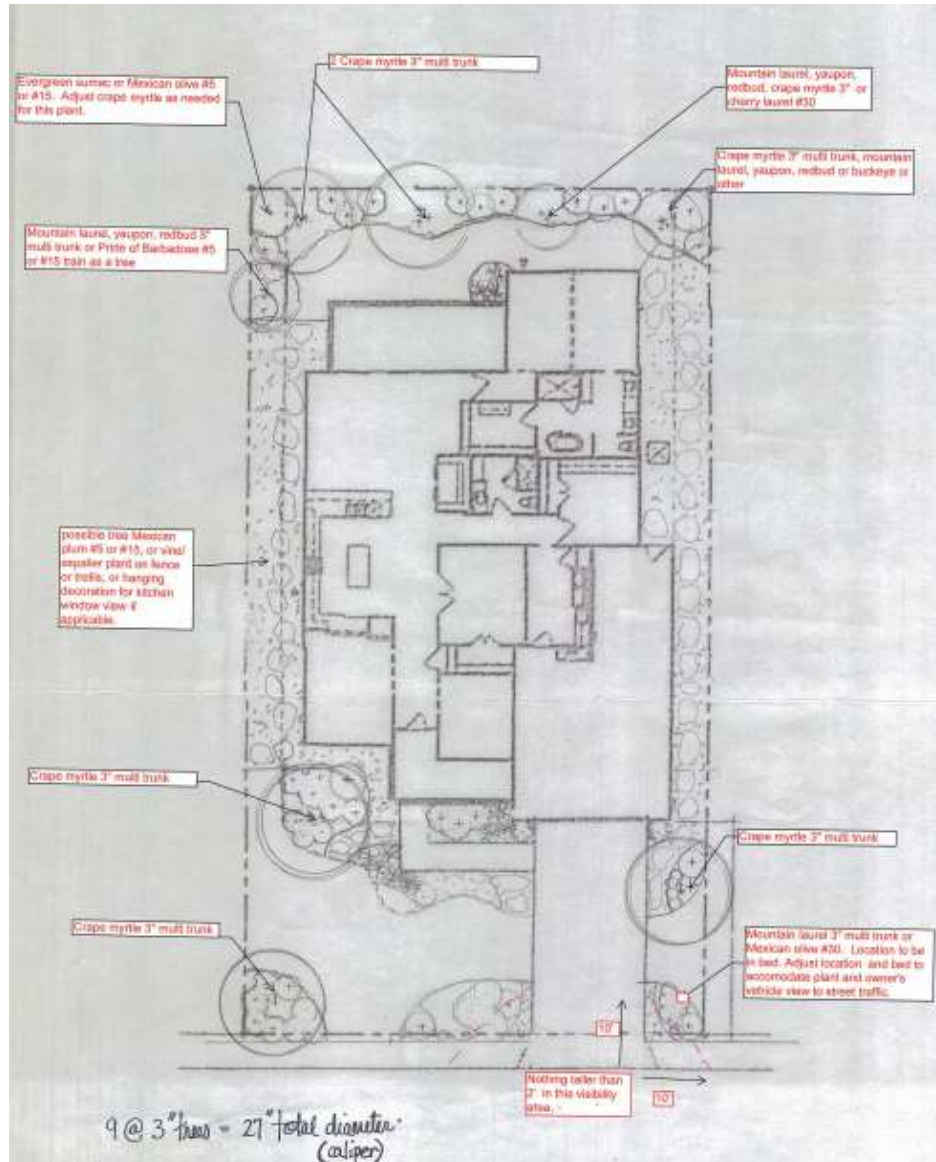 2 Crape myrtle 3" multi trunk
Evergreen sumac or Mexican olive #5
or #15. Adjust crape myrtle as needed
for this plant.
Mountain laurel, yaupon,
redbud, crape myrtle 3" or
cherry laurel #30
Crape myrtle 3" multi trunk, mountain
laurel, yaupon, redbud or buckeye or
other
Mountain laurel, yaupon, redbud 3"
multi trunk or Pride of Barbadose #5
or #15 train as a tree
possible tree Mexican
plum #5 or #15, or vine/
espalier plant on fence
or trellis, or hanging
decoration for kitchen
window view if
applicable.
Crape myrtle 3" multi trunk
Crape myrtle 3" multi trunk
Crape myrtle 3" multi trunk
Mountain laurel 3" multi trunk or
Mexican olive #30. Location to be
in bed. Adjust location and bed to
accomodate plant and owner's
vehicle view to street traffic.
10'
Nothing taller than
2' in this visibility
area.
10'
9 @ 3" trees = 27" total diameter.
(caliper)